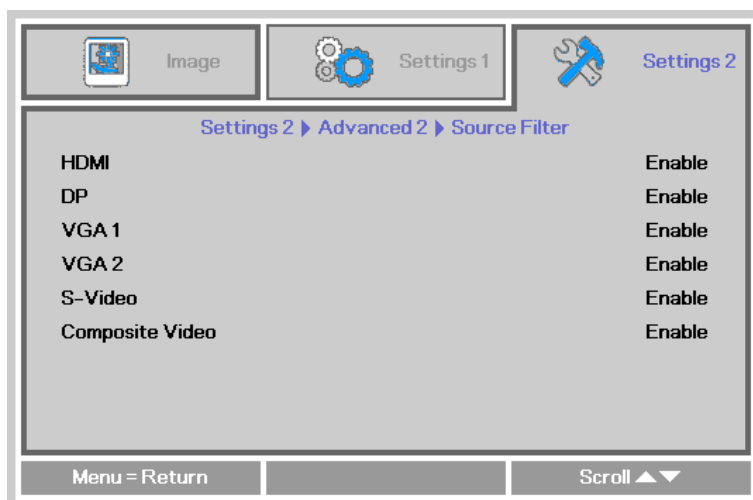 Image
Settings 1
Settings 2
Settings 2 ▶ Advanced 2 ▶ Source Filter
HDMI Enable
DP Enable
VGA 1 Enable
VGA 2 Enable
S-Video Enable
Composite Video Enable
Menu = Return
Scroll ▲▼